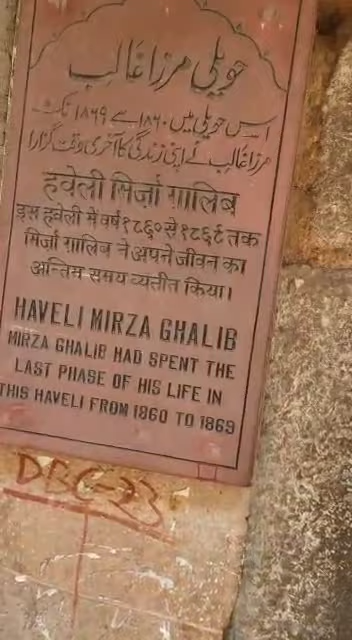 حویلی مرزا غالب
اس حویلی میں ۱۸۶۰ سے ۱۸۶۹ تک
مرزا غالب نے اپنی زندگی کا آخری وقت گزارا
हवेली मिर्ज़ा ग़ालिब
इस हवेली में वर्ष १८६० से १८६९ तक
मिर्ज़ा ग़ालिब ने अपने जीवन का
अन्तिम समय व्यतीत किया।
HAVELI MIRZA GHALIB
MIRZA GHALIB HAD SPENT THE
LAST PHASE OF HIS LIFE IN
THIS HAVELI FROM 1860 TO 1869
DBC-23